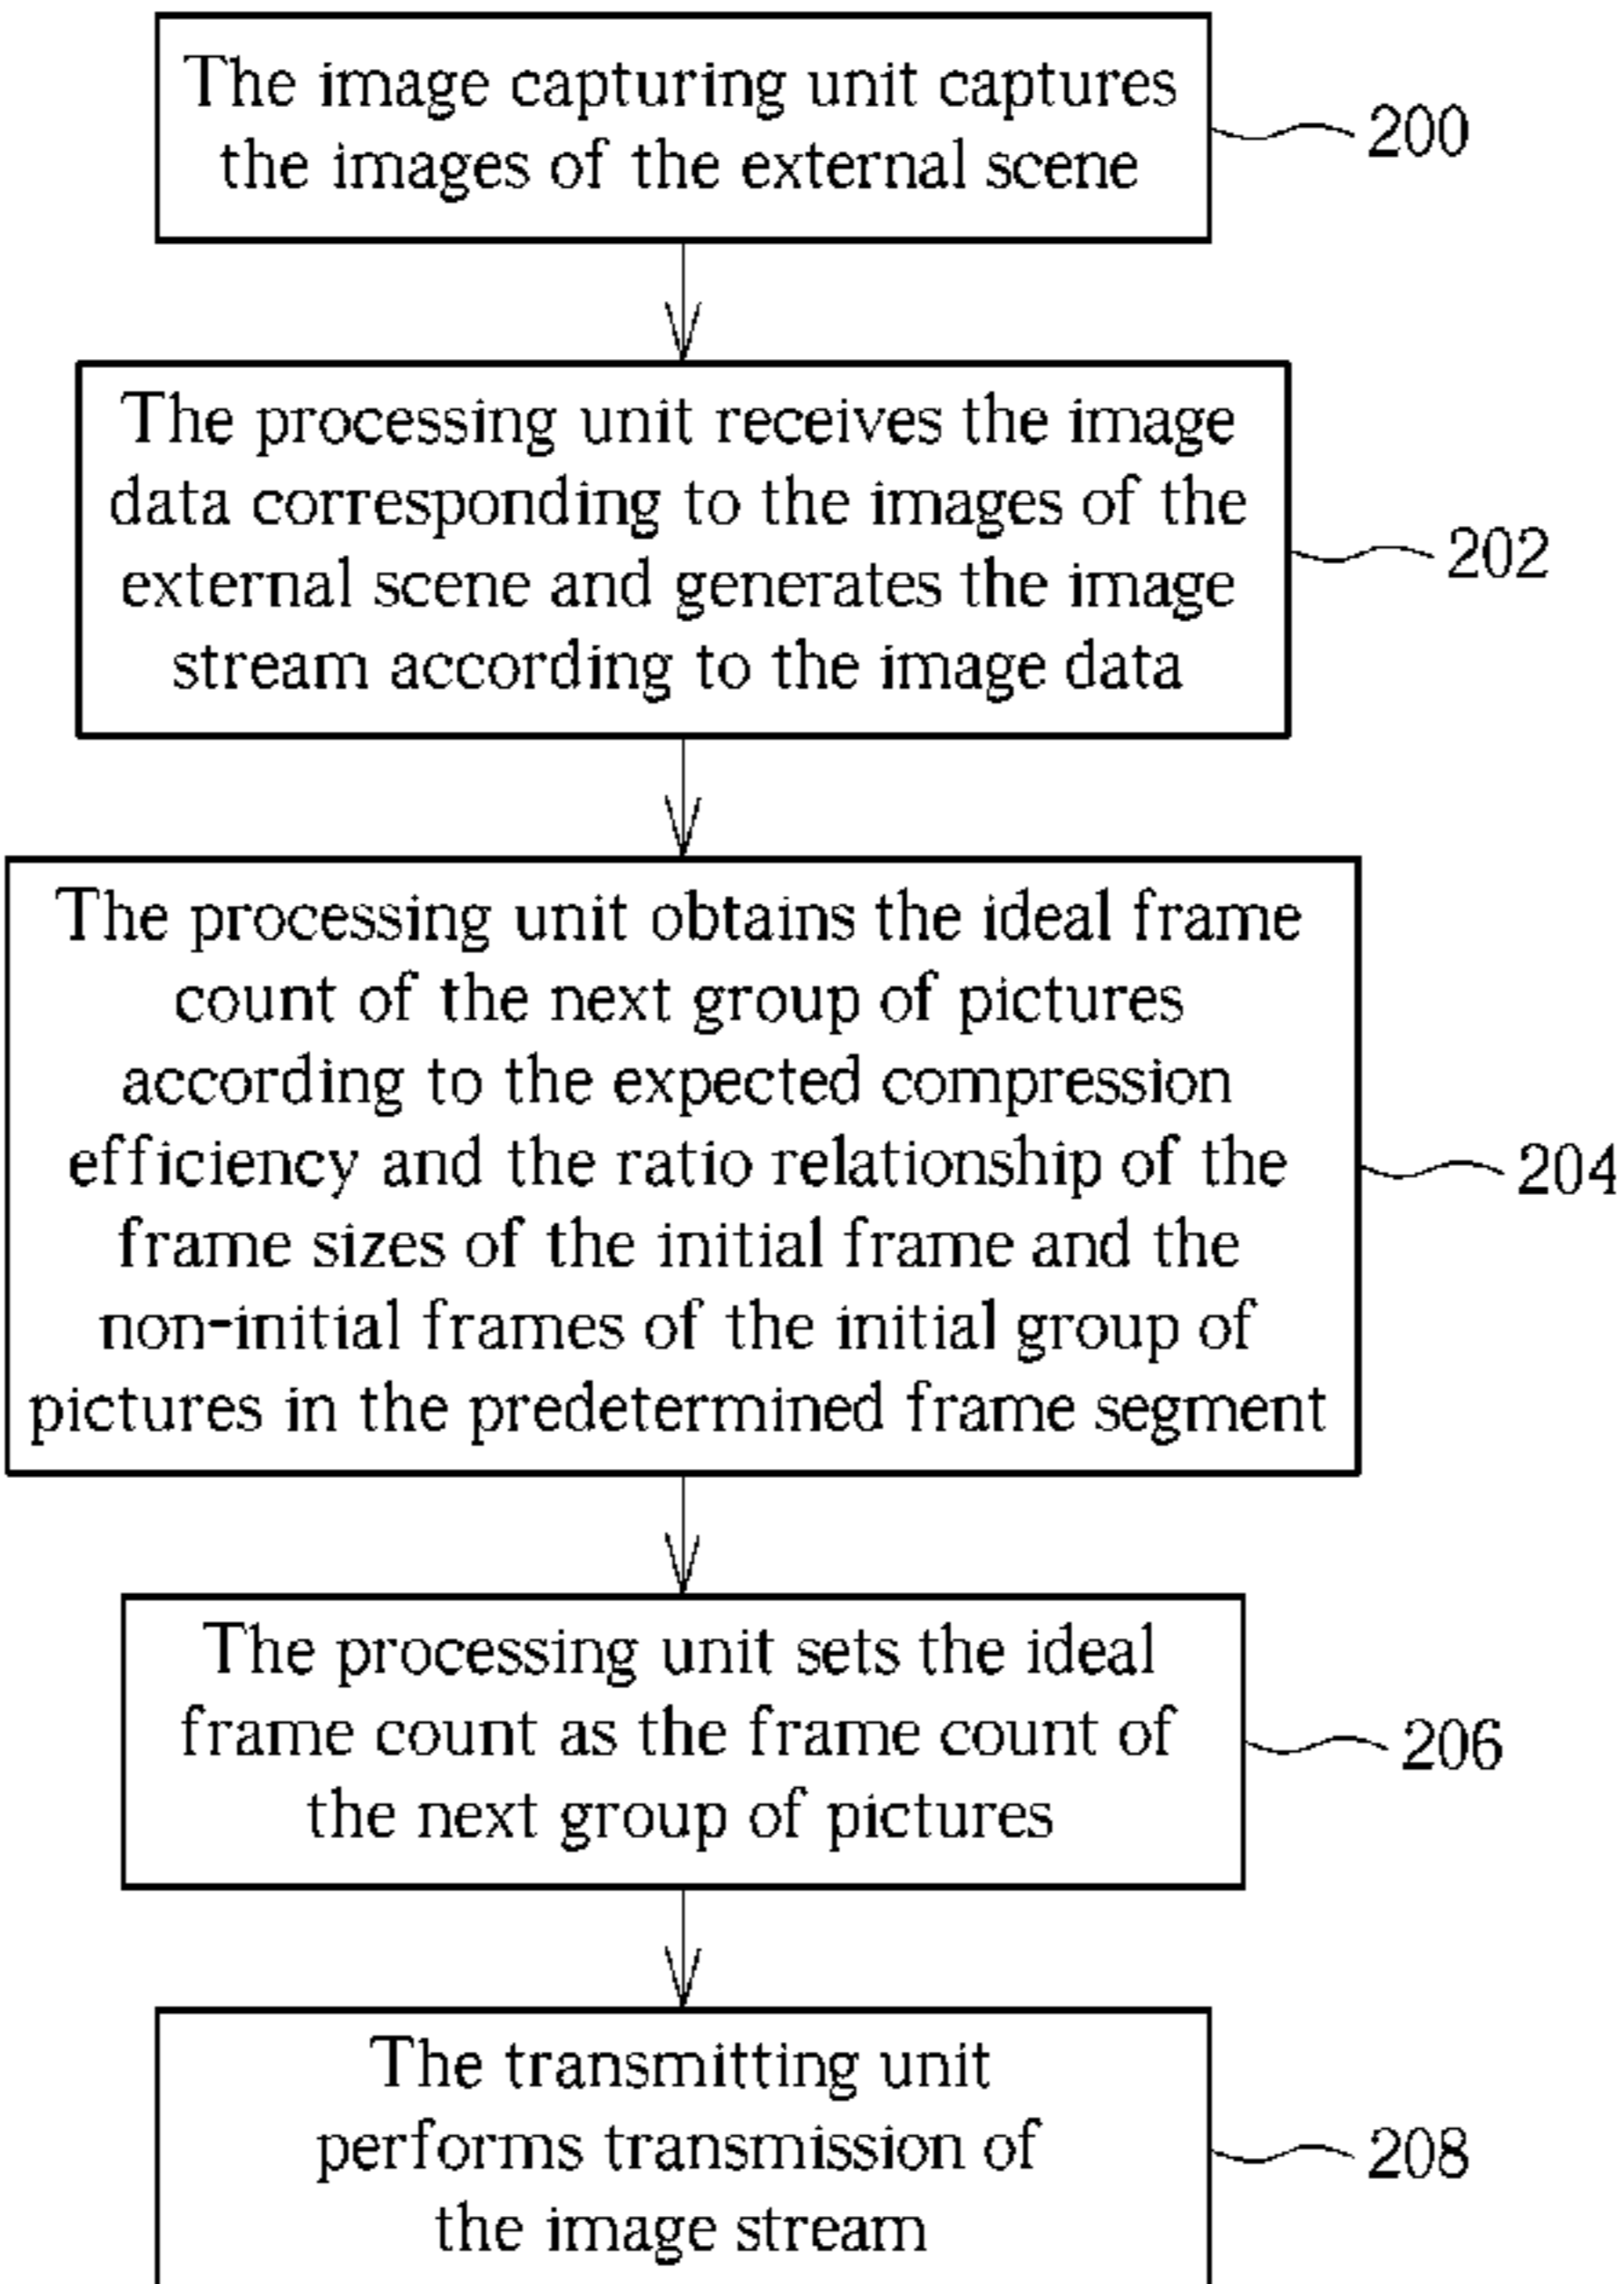 The image capturing unit captures
the images of the external scene
200
The processing unit receives the image
data corresponding to the images of the
external scene and generates the image
stream according to the image data
202
The processing unit obtains the ideal frame
count of the next group of pictures
according to the expected compression
efficiency and the ratio relationship of the
frame sizes of the initial frame and the
non-initial frames of the initial group of
pictures in the predetermined frame segment
204
The processing unit sets the ideal
frame count as the frame count of
the next group of pictures
206
The transmitting unit
performs transmission of
the image stream
208